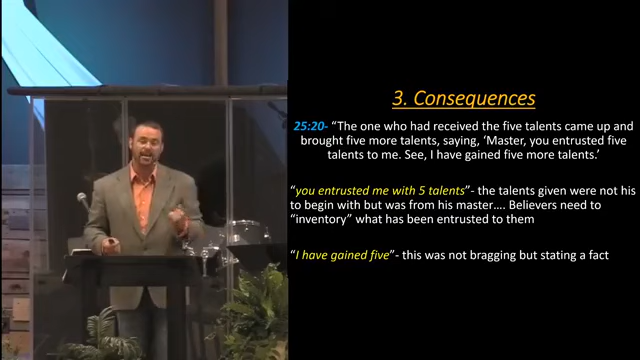 3. Consequences
25:20- “The one who had received the five talents came up and
brought five more talents, saying, ‘Master, you entrusted five
talents to me. See, I have gained five more talents.’
“you entrusted me with 5 talents”- the talents given were not his
to begin with but was from his master…. Believers need to
“inventory” what has been entrusted to them
“I have gained five”- this was not bragging but stating a fact